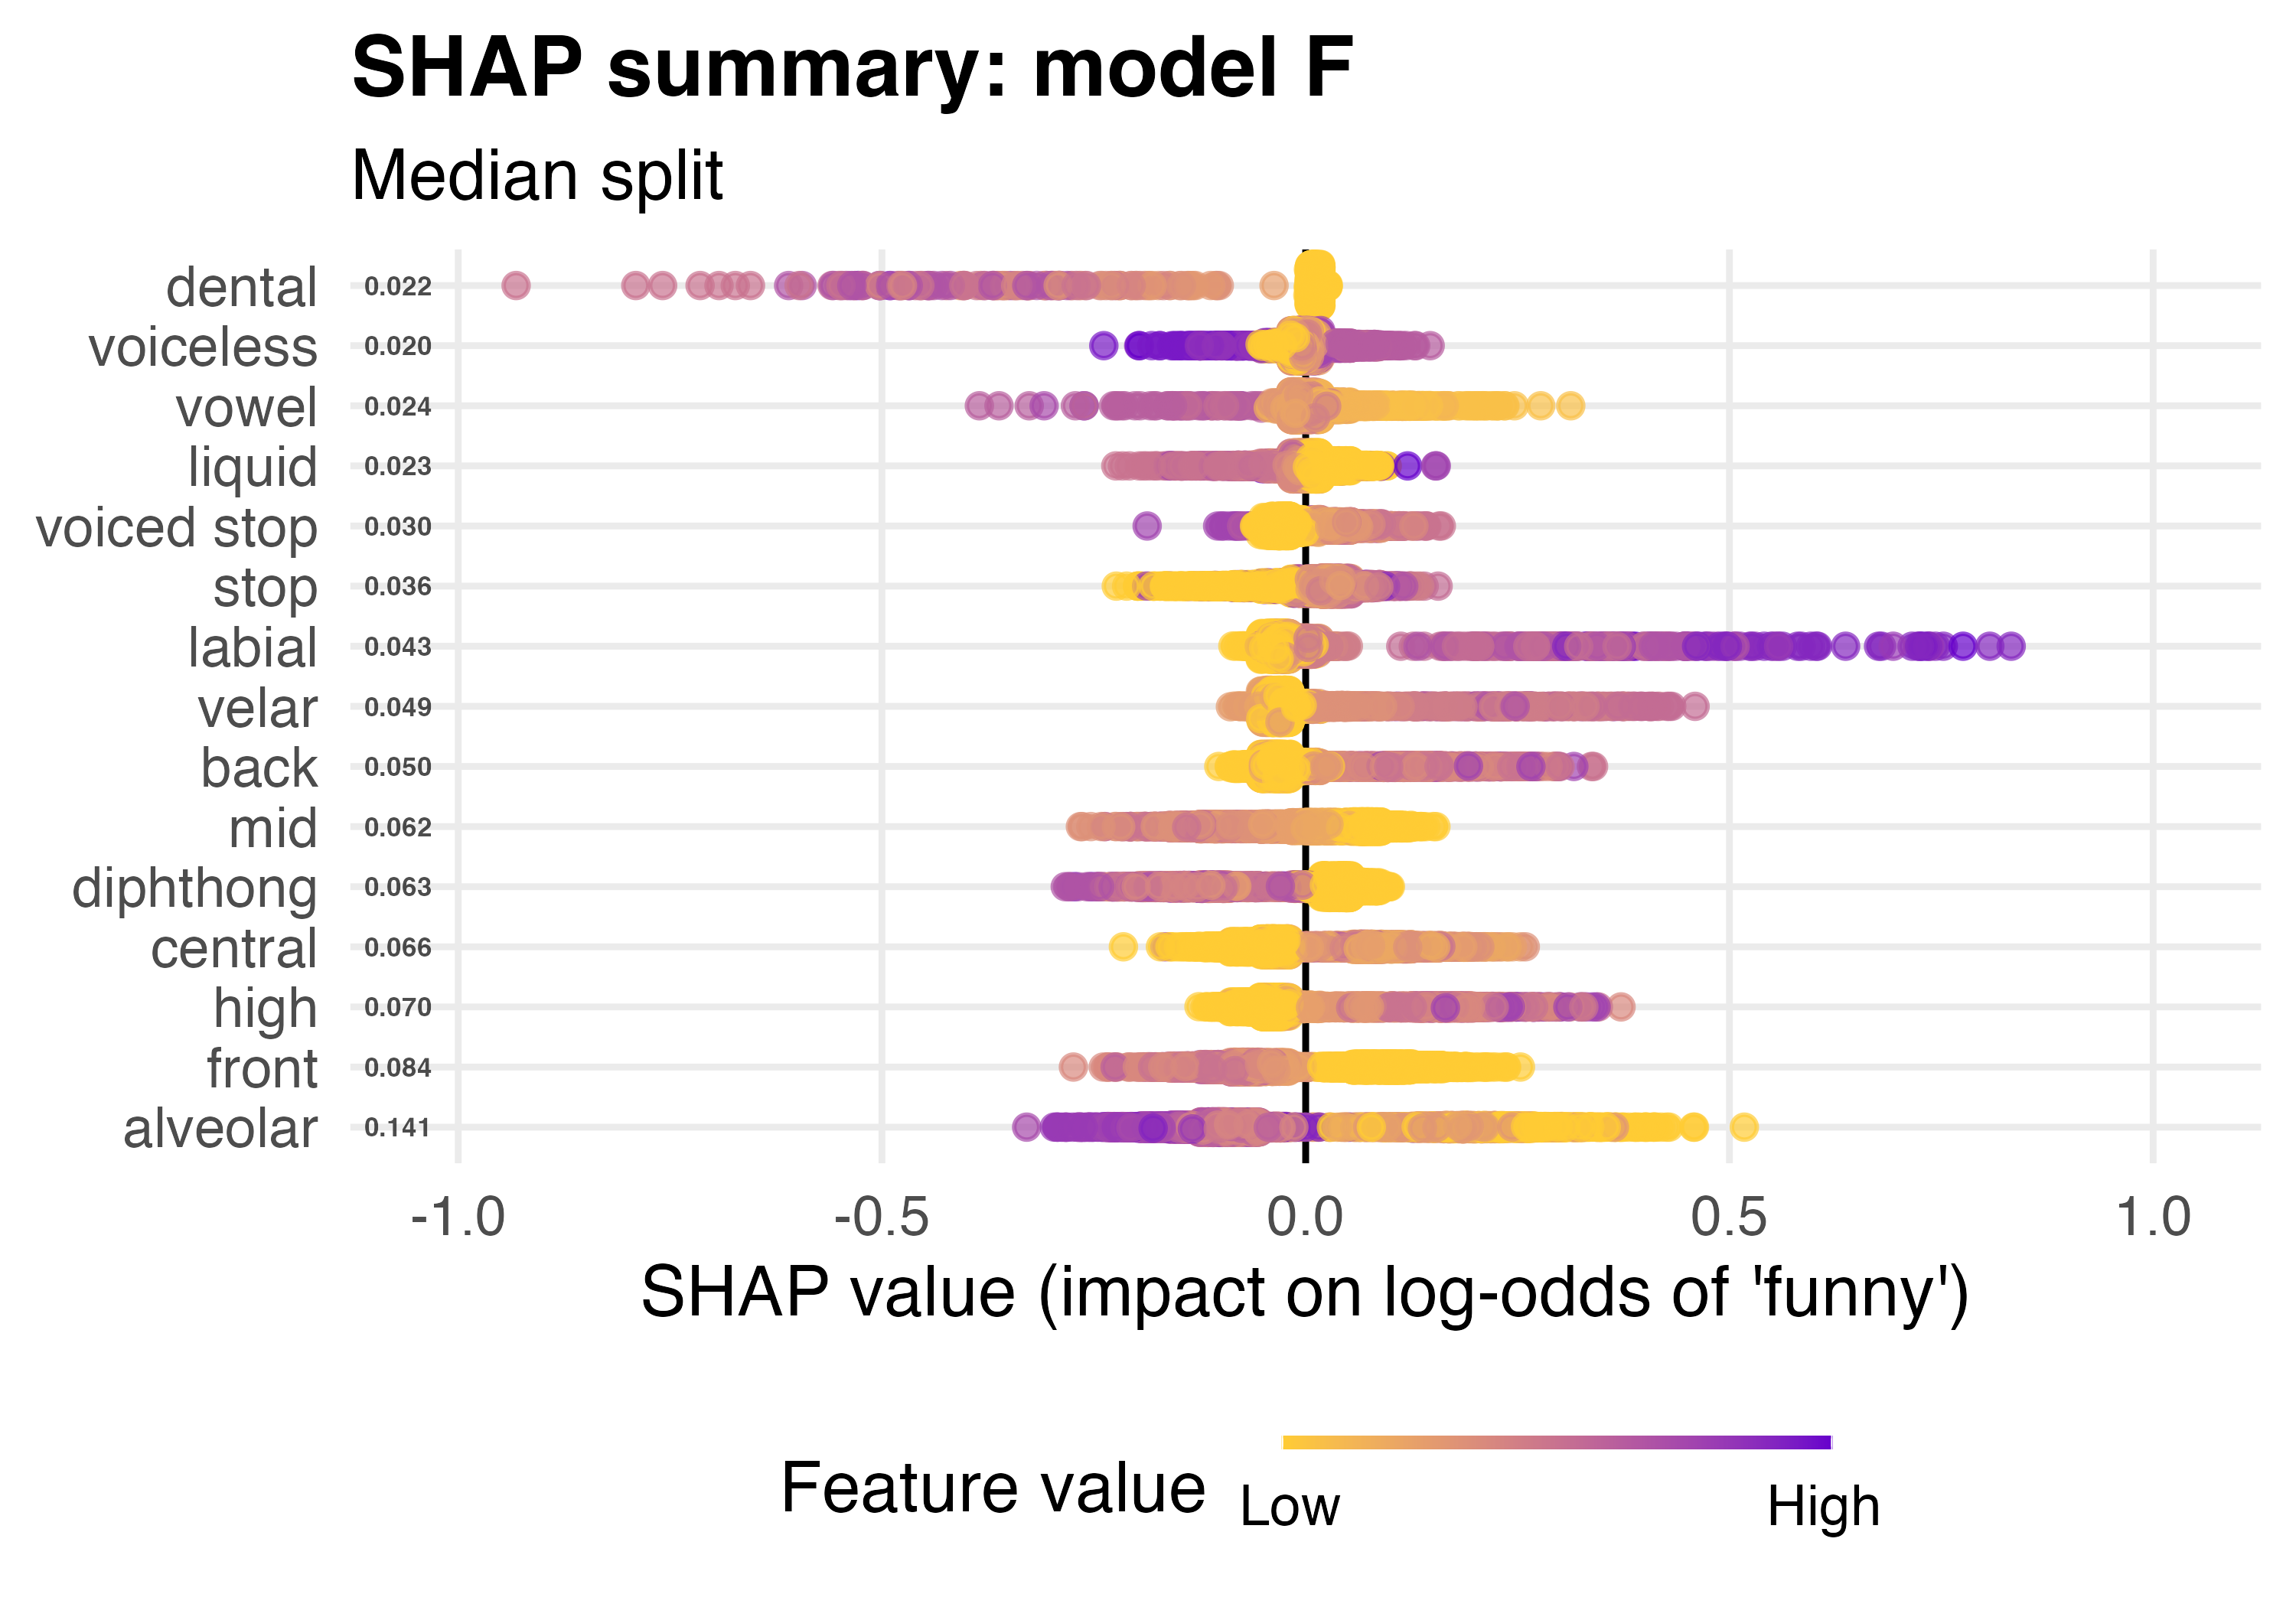 SHAP summary: model F
Median split
dental 0.022
voiceless 0.020
vowel 0.024
liquid 0.023
voiced stop 0.030
stop 0.036
labial 0.043
velar 0.049
back 0.050
mid 0.062
diphthong 0.063
central 0.066
high 0.070
front 0.084
alveolar 0.141
-1.0 -0.5 0.0 0.5 1.0
SHAP value (impact on log-odds of 'funny')
Feature value
Low High